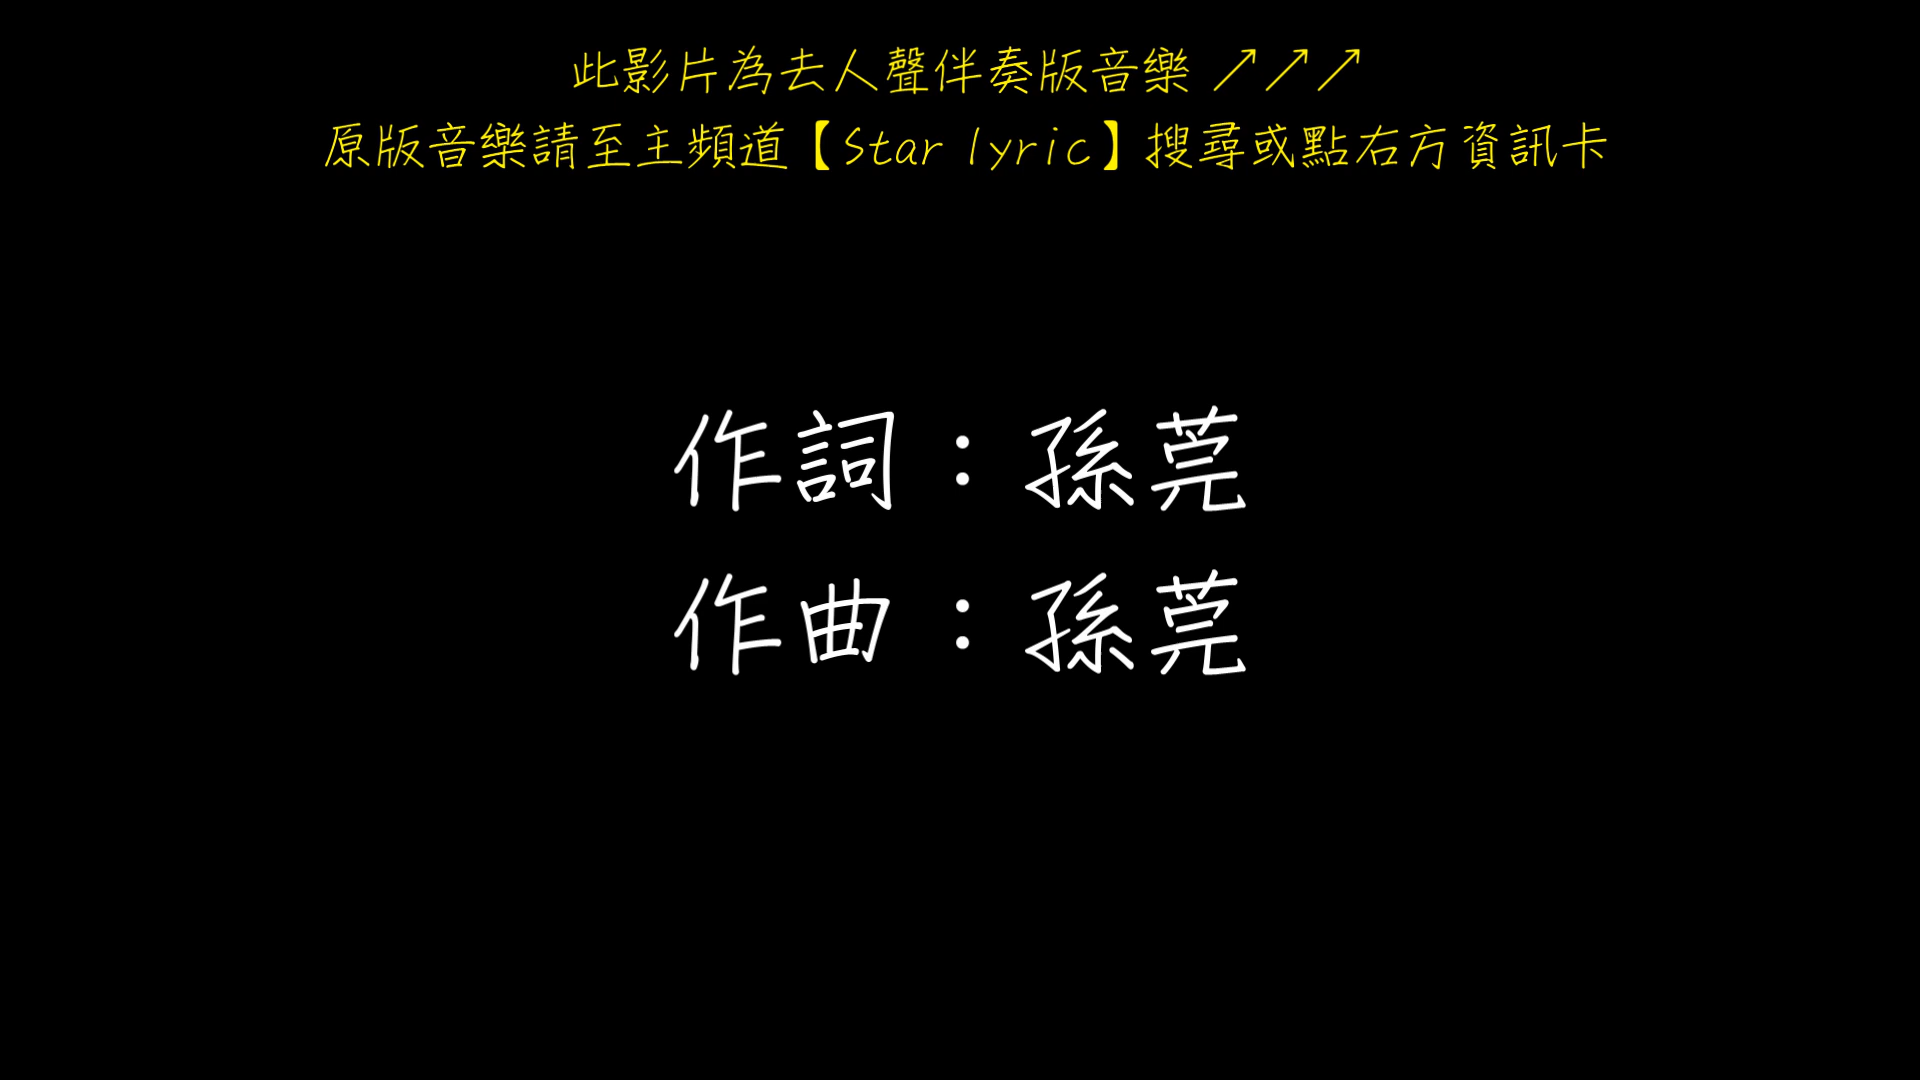 此影片為去人聲伴奏版音樂 ↗↗↗
原版音樂請至主頻道【Star lyric】搜尋或點右方資訊卡
作詞：孫莞
作曲：孫莞